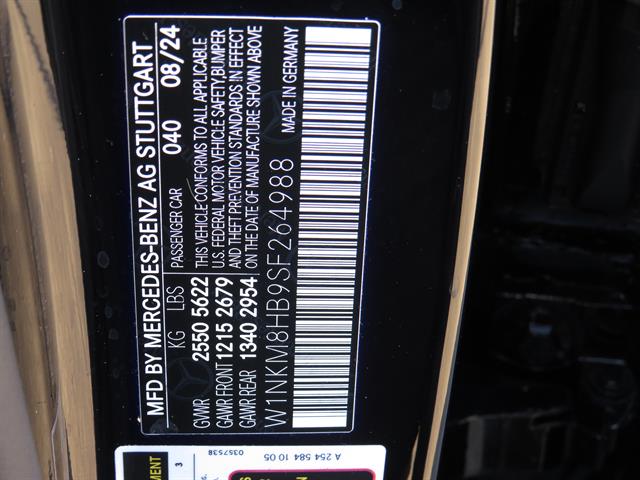 MFD BY MERCEDES-BENZ AG STUTTGART
040 08/24
KG LBS PASSENGER CAR
GVWR 2550 5622
GAWR FRONT 1215 2679
GAWR REAR 1340 2954
THIS VEHICLE CONFORMS TO ALL APPLICABLE
U.S. FEDERAL MOTOR VEHICLE SAFETY,BUMPER
AND THEFT PREVENTION STANDARDS IN EFFECT
ON THE DATE OF MANUFACTURE SHOWN ABOVE
W1NKM8HB9SF264988 MADE IN GERMANY
3
0357538
A 254 584 10 05